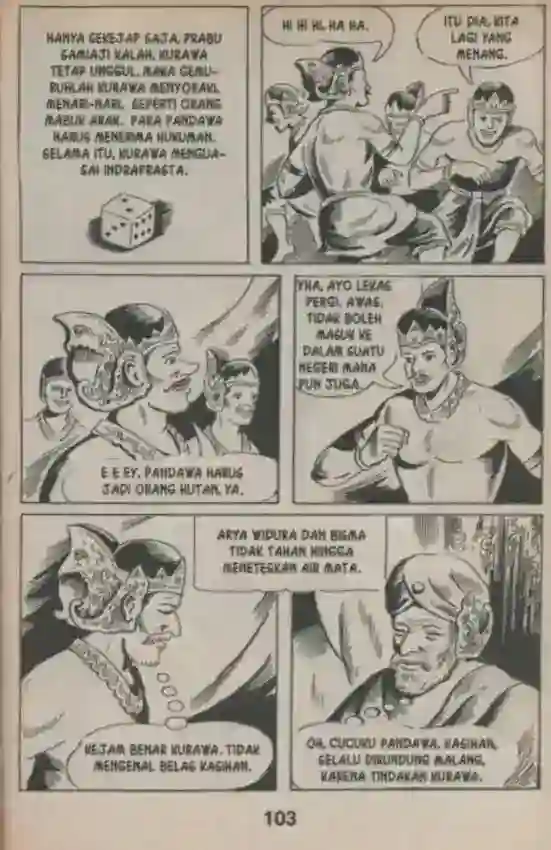 HANYA SEKEJAP SAJA, PRABU
SAMIAJI KALAH. KURAWA
TETAP UNGGUL. MAKA GEMU-
RUHLAH KURAWA MENYORAKI,
MENARI-NARI. SEPERTI ORANG
MABUK ARAK. PARA PANDAWA
HARUS MENERIMA HUKUMAN.
SELAMA ITU, KURAWA MENGUA-
SAI INDRAPRASTA.
HI HI HI, HA HA.
ITU DIA, KITA
LAGI YANG
MENANG.
E E EY, PANDAWA HARUS
JADI ORANG HUTAN, YA.
YHA, AYO LEKAS
PERGI. AWAS,
TIDAK BOLEH
MASUK KE
DALAM SUATU
NEGERI MANA
PUN JUGA.
ARYA WIDURA DAN BISMA
TIDAK TAHAN HINGGA
MENETESKAN AIR MATA.
KEJAM BENAR KURAWA. TIDAK
MENGENAL BELAS KASIHAN.
OH, CUCUKU PANDAWA. KASIHAN,
SELALU DIRUNDUNG MALANG,
KARENA TINDAKAN KURAWA.
103